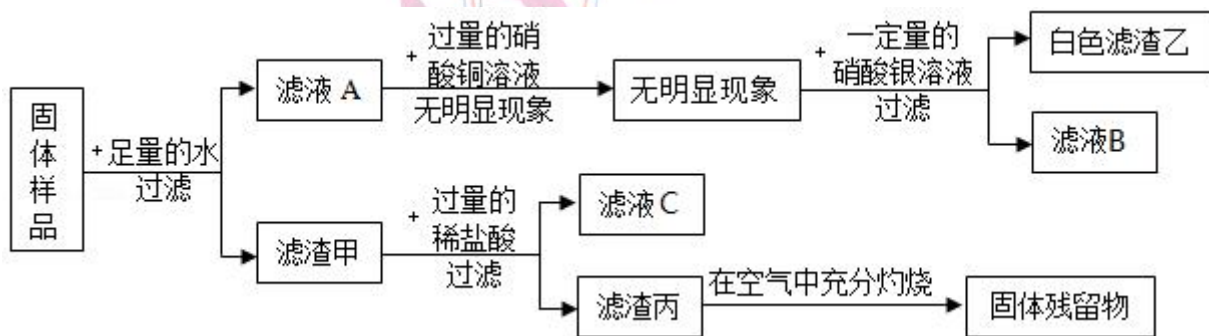 固
体
样
品
+ 足量的水
过滤
滤液 A
+ 过量的硝
酸铜溶液
无明显现象
无明显现象
+ 一定量的
硝酸银溶液
过滤
白色滤渣乙
滤液B
滤渣甲
+ 过量的
稀盐酸
过滤
滤液C
滤渣丙
在空气中充分灼烧
固体残留物